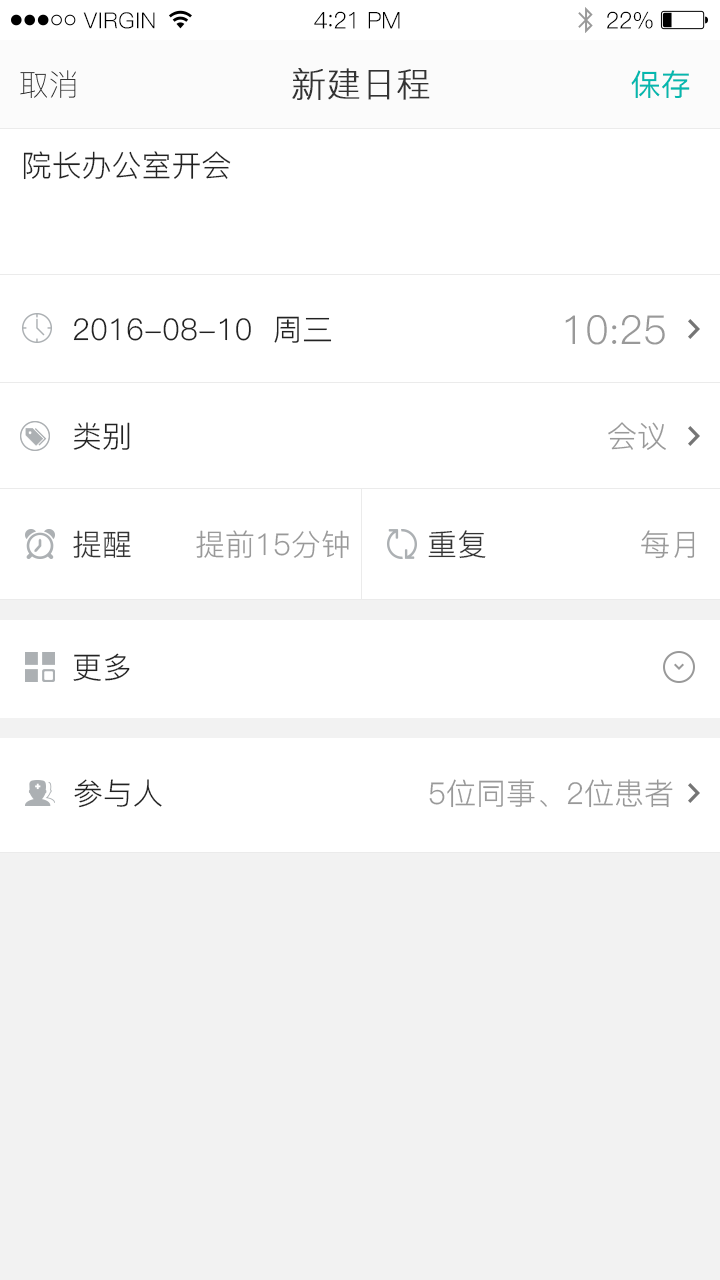 VIRGIN 4:21 PM 22%
取消 新建日程 保存
院长办公室开会
2016-08-10 周三 10:25
类别 会议
提醒 提前15分钟 重复 每月
更多
参与人 5位同事、2位患者